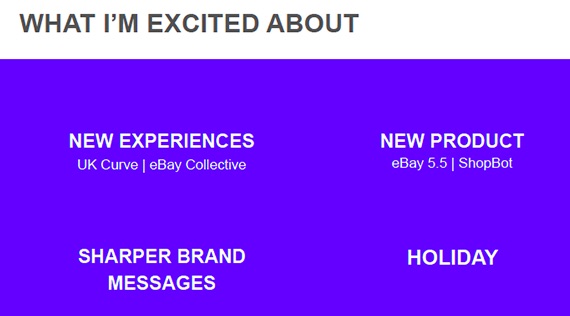 WHAT I’M EXCITED ABOUT
NEW EXPERIENCES
UK Curve | eBay Collective
NEW PRODUCT
eBay 5.5 | ShopBot
SHARPER BRAND
MESSAGES
HOLIDAY